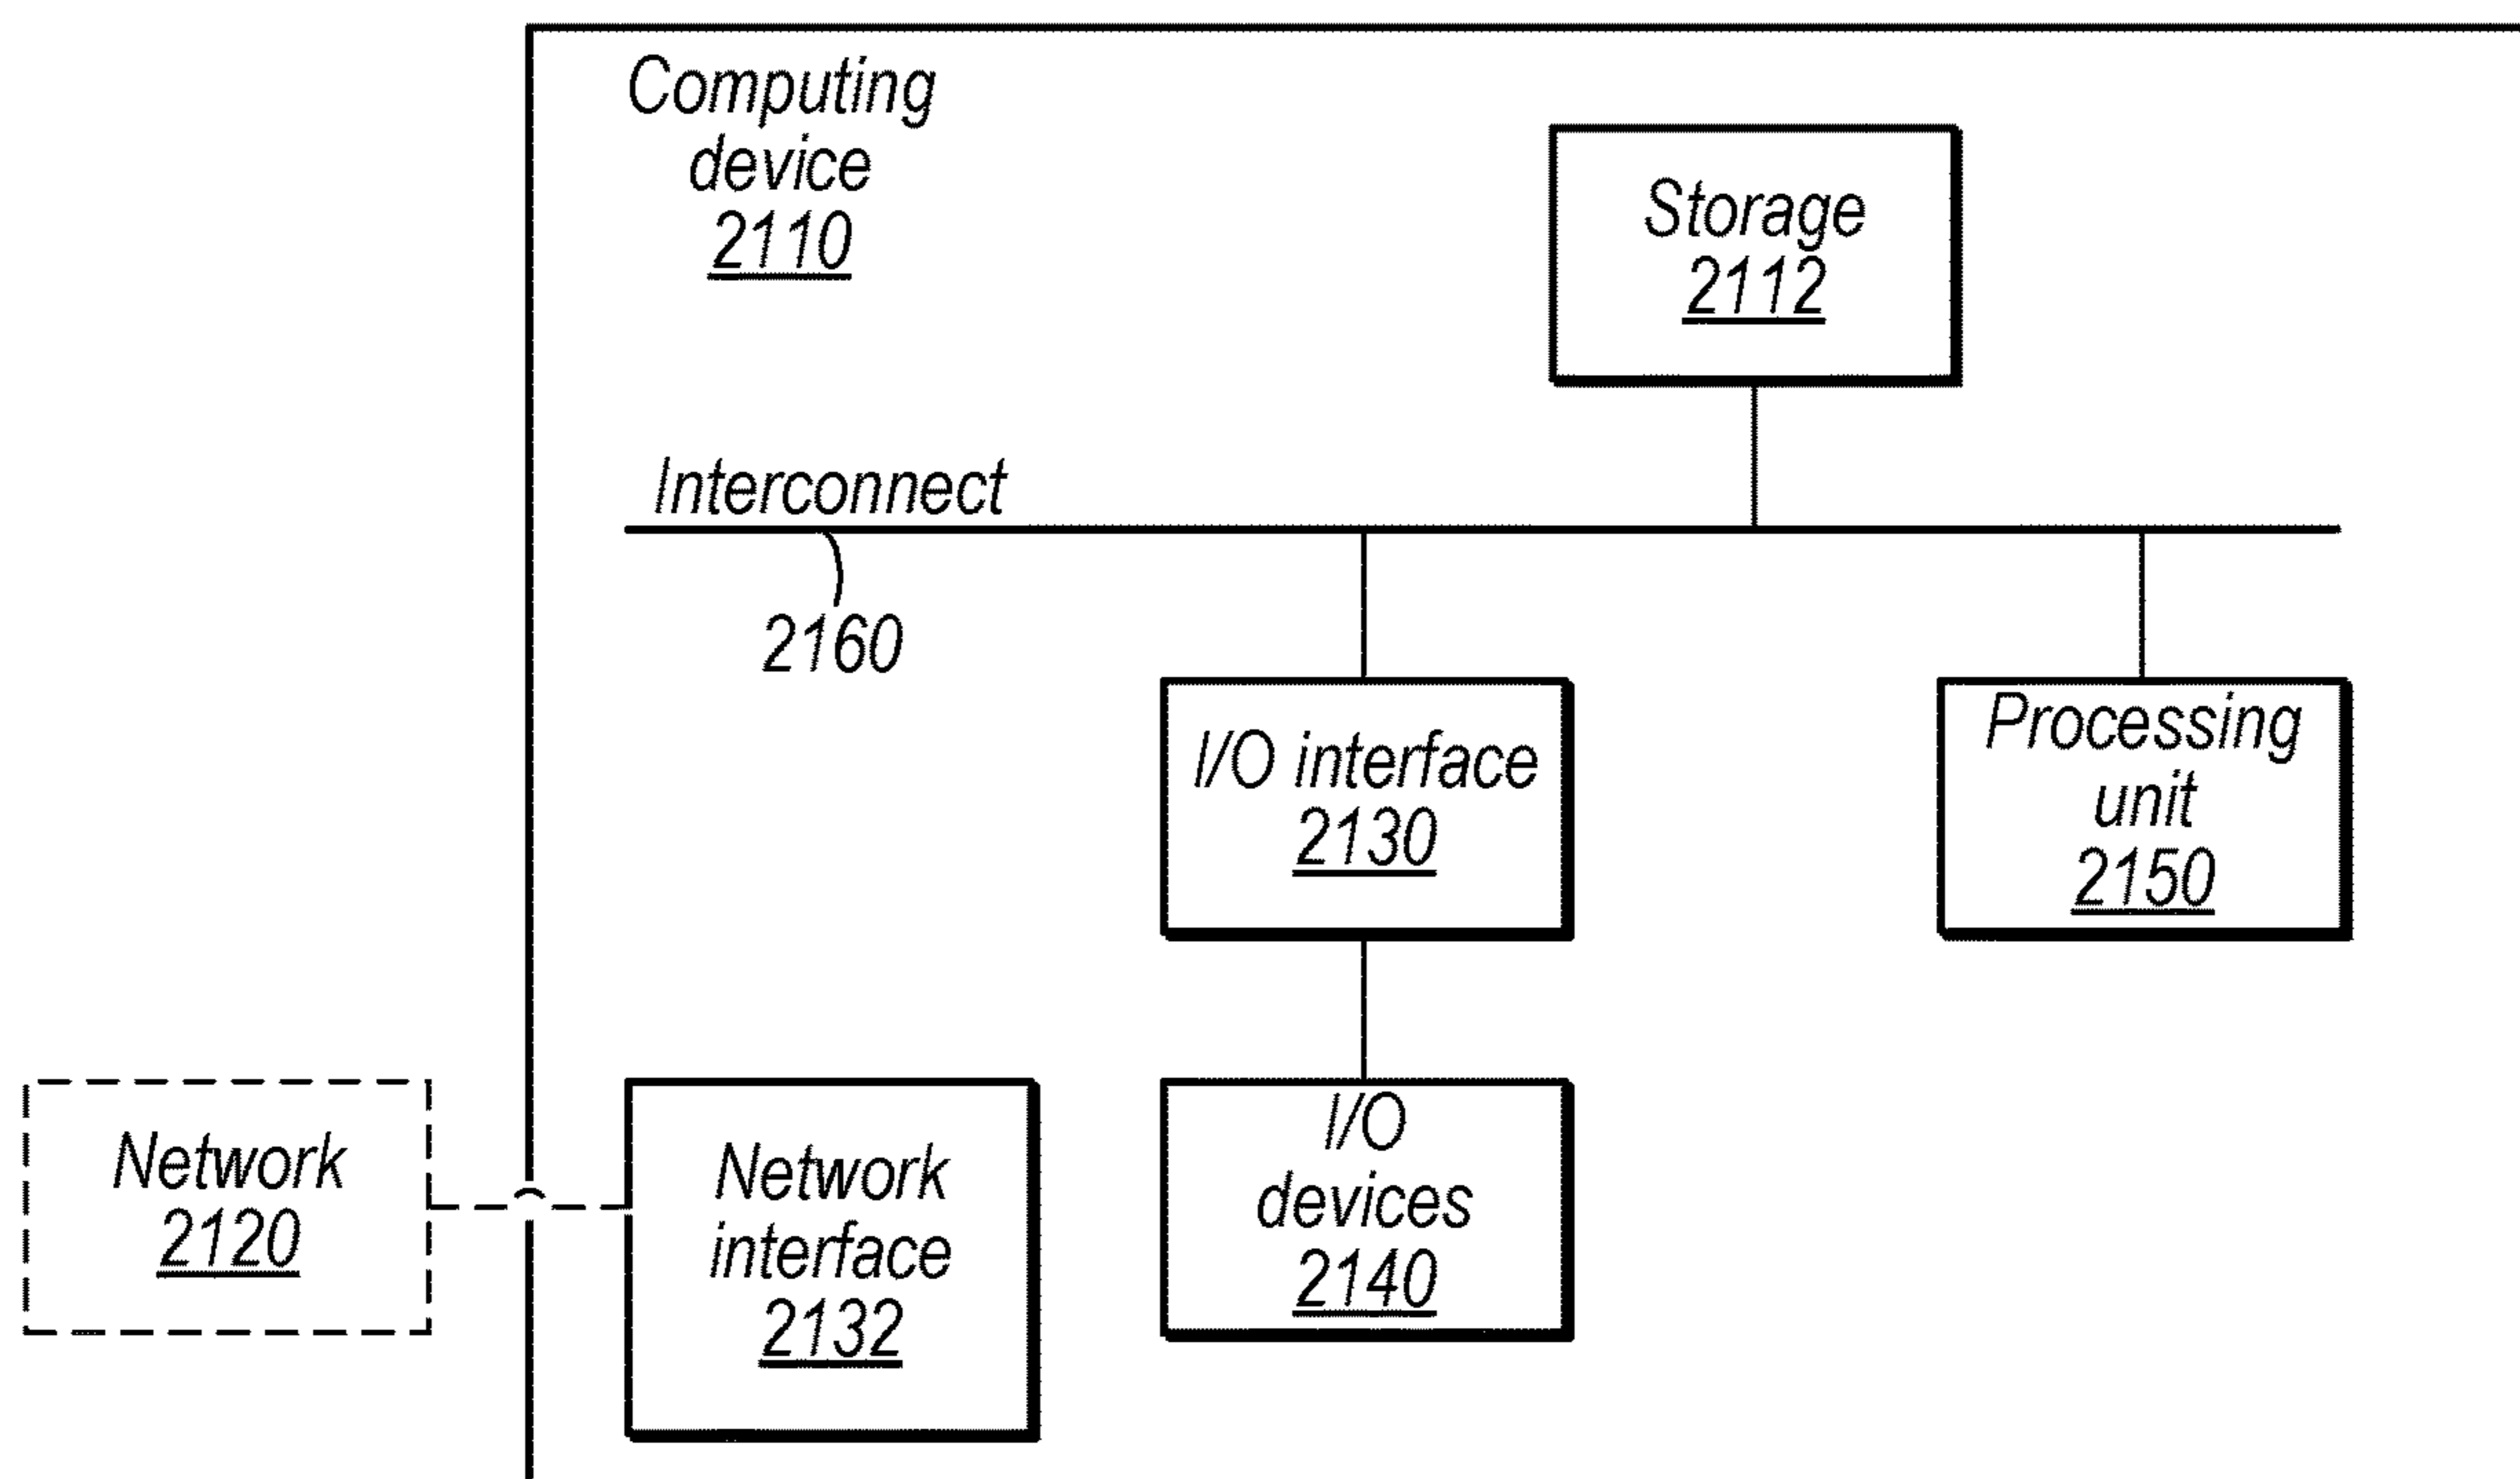 Computing
device
2110
Storage
2112
Interconnect
2160
I/O interface
2130
Processing
unit
2150
Network
2120
Network
interface
2132
I/O
devices
2140